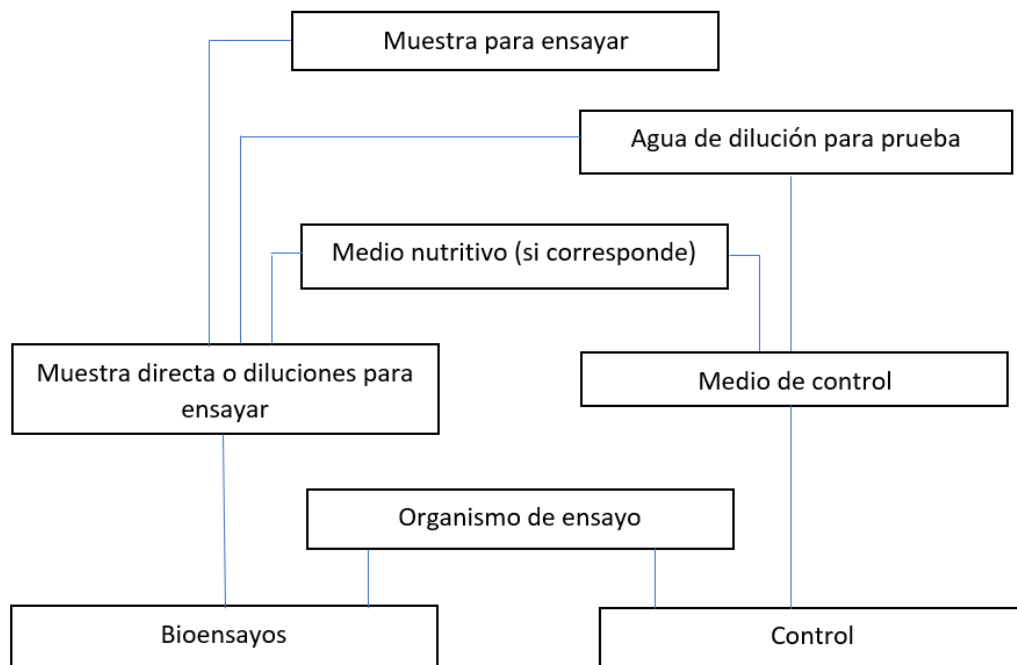 Muestra para ensayar
Agua de dilución para prueba
Medio nutritivo (si corresponde)
Muestra directa o diluciones para
ensayar
Medio de control
Organismo de ensayo
Bioensayos
Control